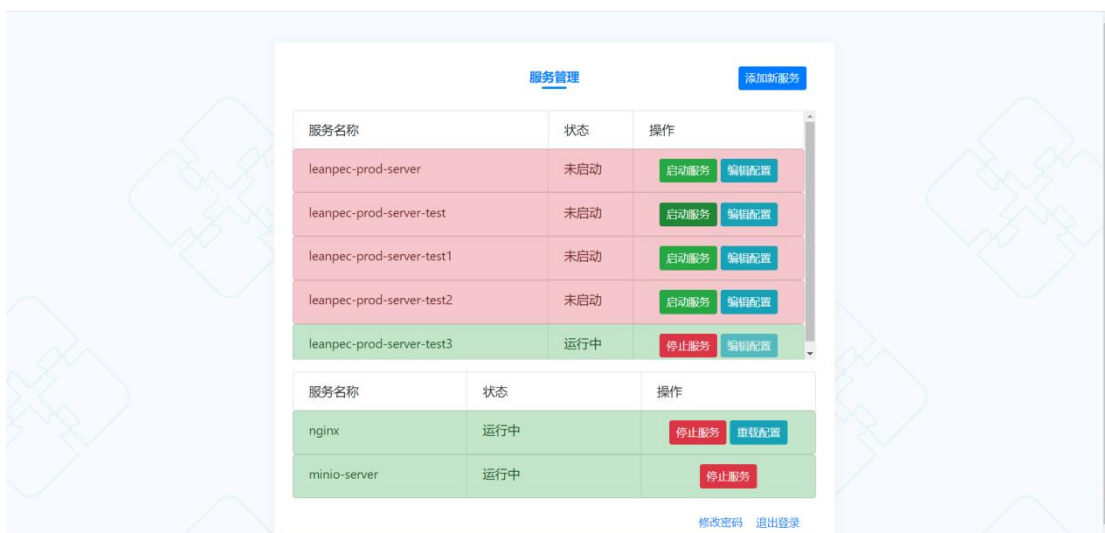 服务管理 添加新服务
服务名称 状态 操作
leanpec-prod-server 未启动 启动服务 编辑配置
leanpec-prod-server-test 未启动 启动服务 编辑配置
leanpec-prod-server-test1 未启动 启动服务 编辑配置
leanpec-prod-server-test2 未启动 启动服务 编辑配置
leanpec-prod-server-test3 运行中 停止服务 编辑配置
服务名称 状态 操作
nginx 运行中 停止服务 重载配置
minio-server 运行中 停止服务
修改密码 退出登录